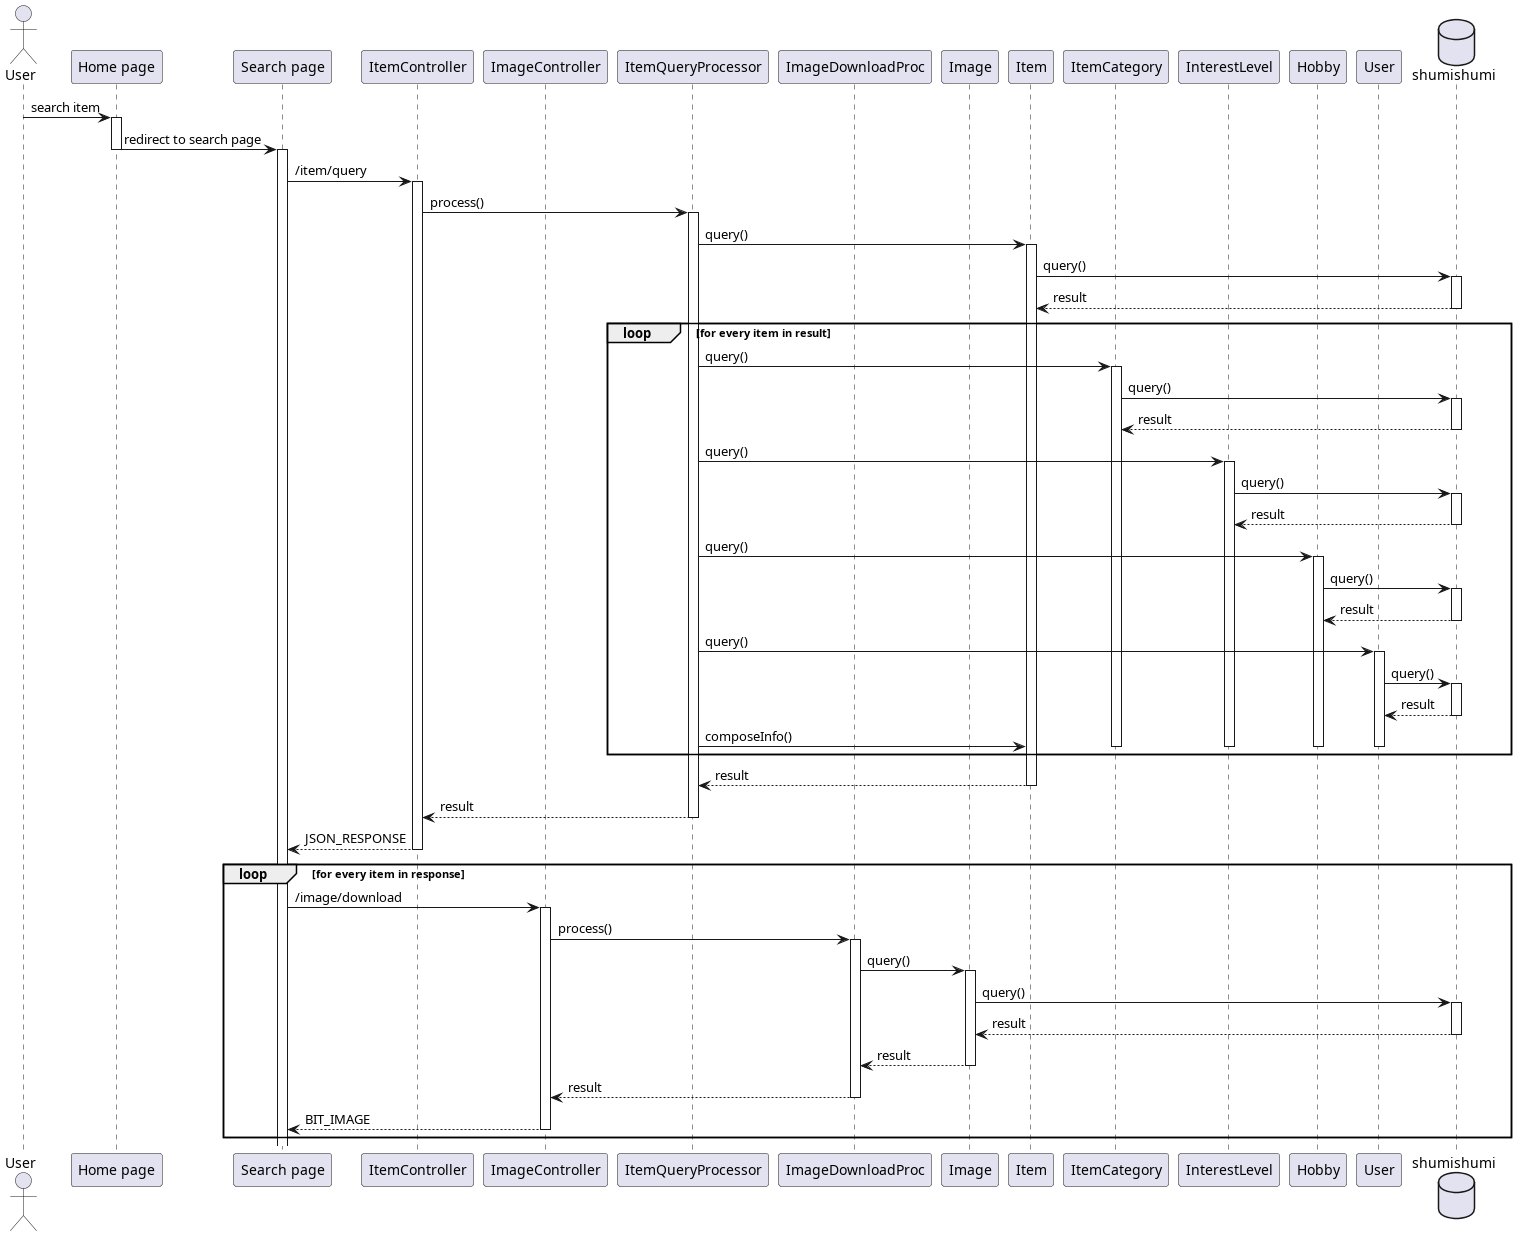 User
Home page
Search page
ItemController
ImageController
ItemQueryProcessor
ImageDownloadProc
Image
Item
ItemCategory
InterestLevel
Hobby
User
shumishumi
search item
redirect to search page
/item/query
process()
query()
query()
result
loop
[for every item in result]
query()
query()
result
query()
query()
result
query()
query()
result
query()
query()
result
composeInfo()
result
result
JSON_RESPONSE
loop
[for every item in response]
/image/download
process()
query()
query()
result
result
result
BIT_IMAGE
User
Home page
Search page
ItemController
ImageController
ItemQueryProcessor
ImageDownloadProc
Image
Item
ItemCategory
InterestLevel
Hobby
User
shumishumi